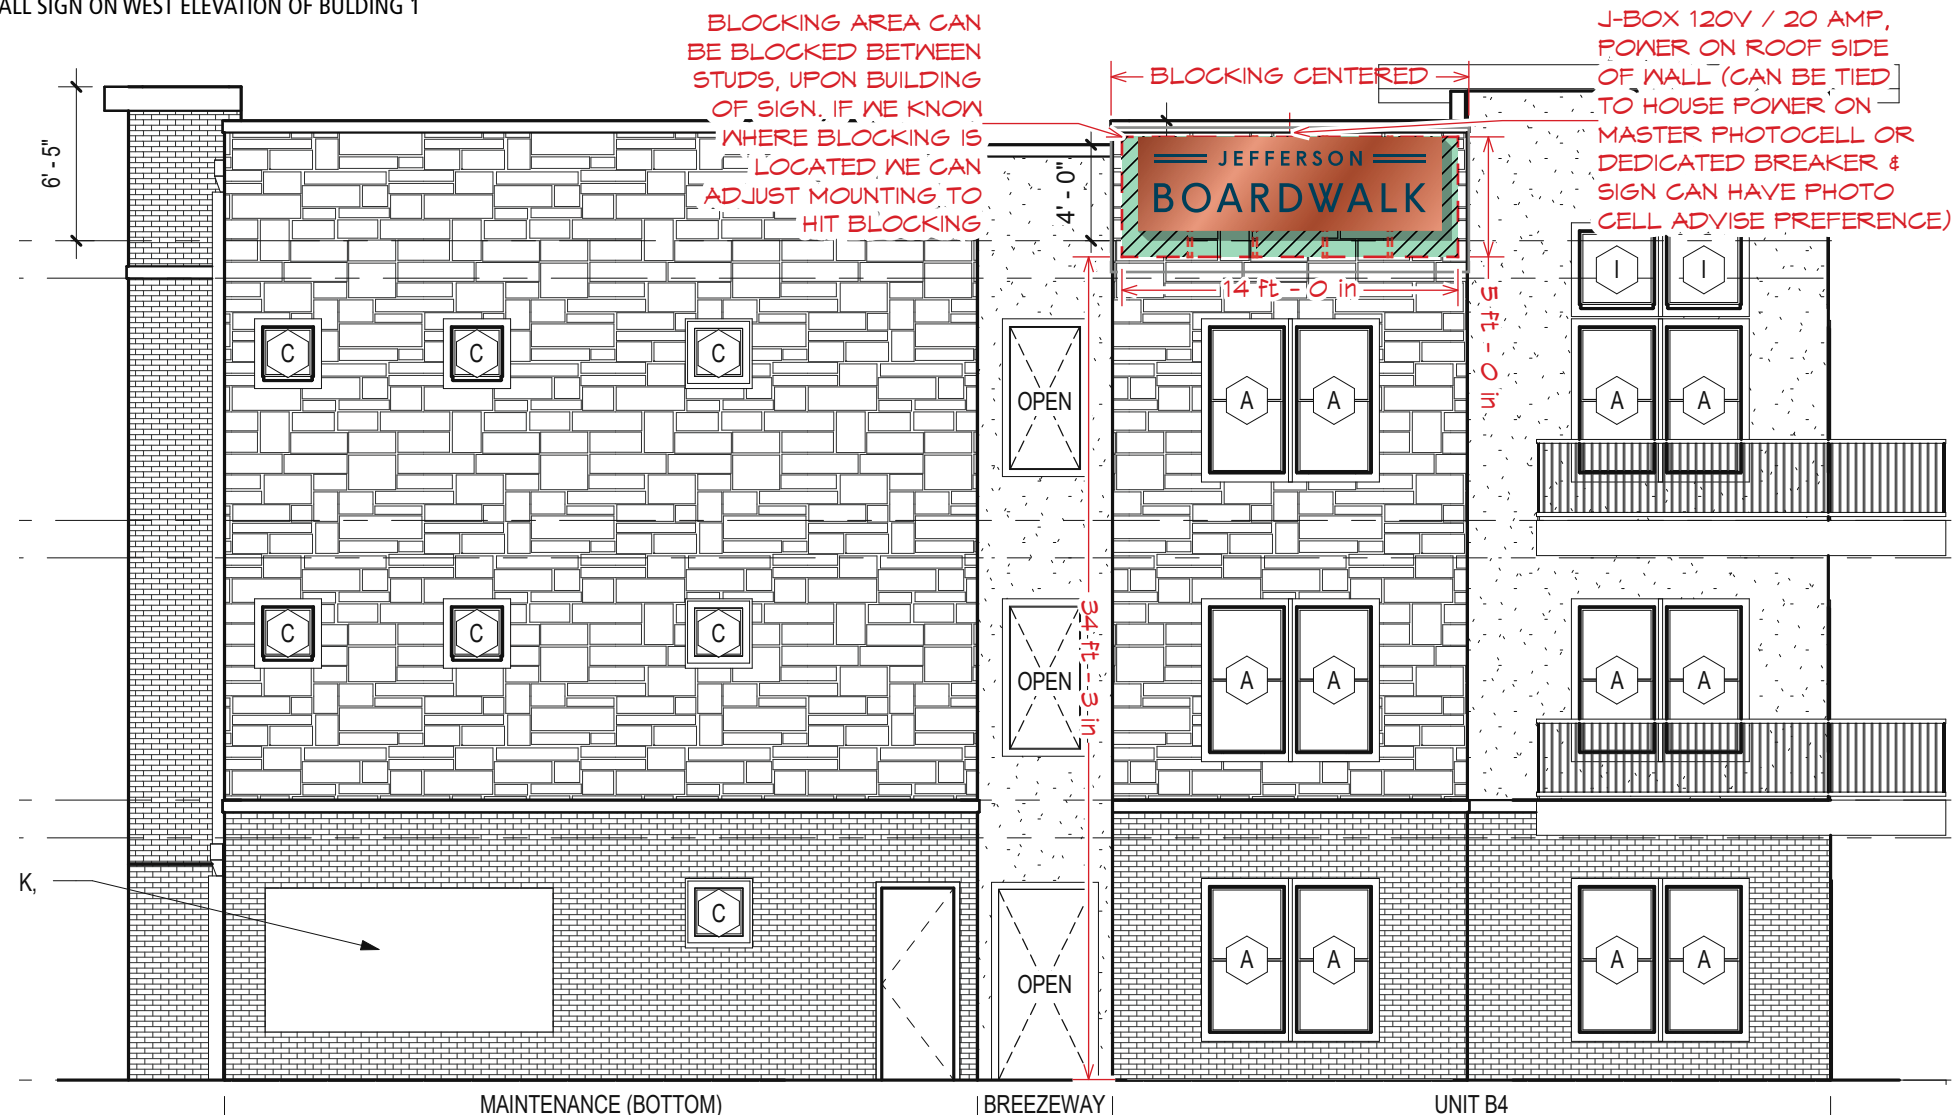 ALL SIGN ON WEST ELEVATION OF BULDING 1
BLOCKING AREA CAN
BE BLOCKED BETWEEN
STUDS, UPON BUILDING
OF SIGN. IF WE KNOW
WHERE BLOCKING IS
LOCATED WE CAN
ADJUST MOUNTING TO
HIT BLOCKING
BLOCKING CENTERED
J-BOX 120V / 20 AMP,
POWER ON ROOF SIDE
OF WALL (CAN BE TIED
TO HOUSE POWER ON
MASTER PHOTOCELL OR
DEDICATED BREAKER &
SIGN CAN HAVE PHOTO
CELL ADVISE PREFERENCE)
6' - 5"
4' - 0"
JEFFERSON
BOARDWALK
14 ft - 0 in
5 ft - 0 in
34 ft - 3 in
I I
C C C OPEN A A A A
C C C OPEN A A A A
K,
C OPEN A A A A
MAINTENANCE (BOTTOM) BREEZEWAY UNIT B4